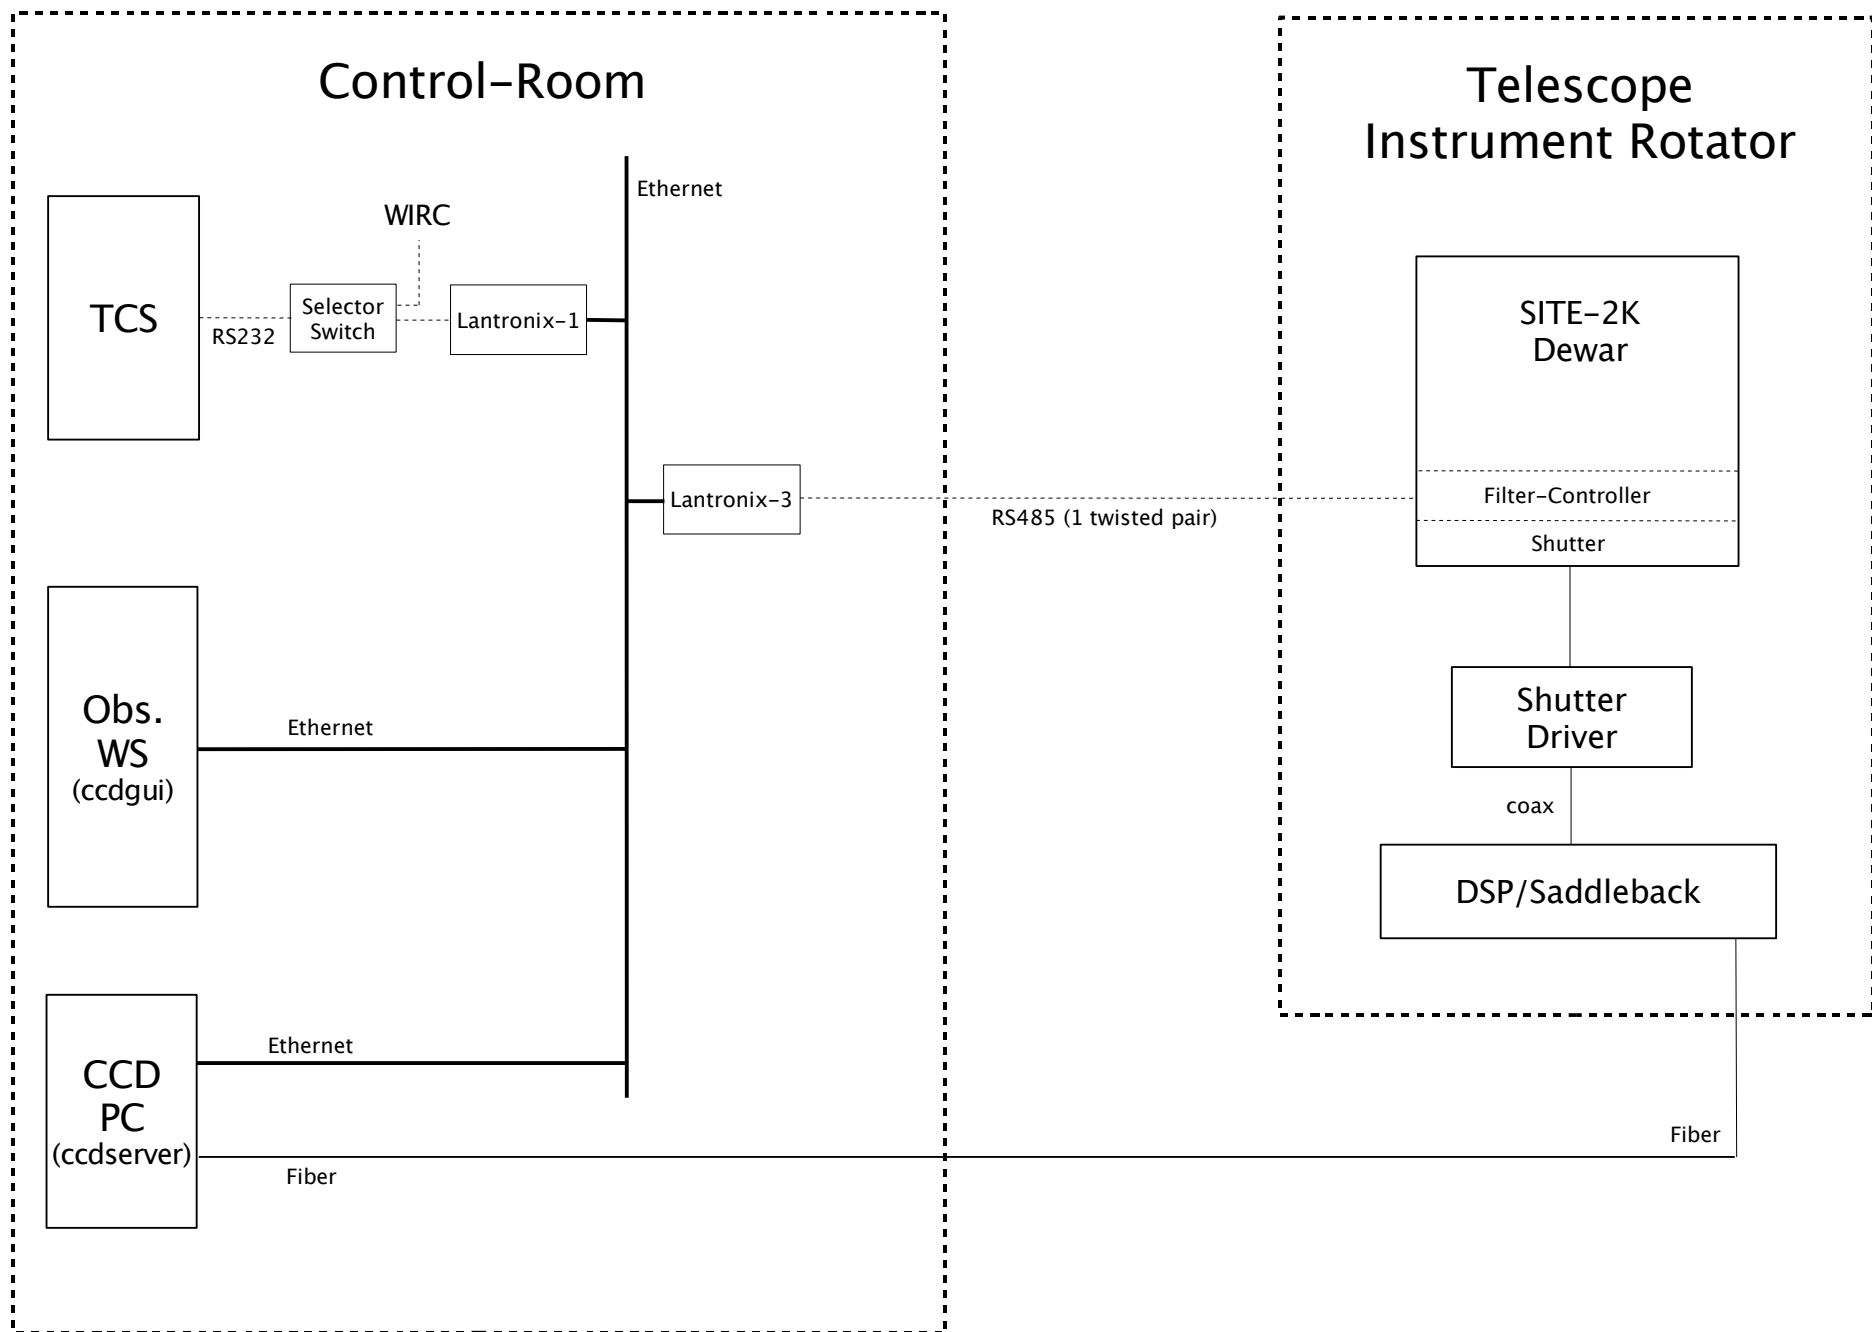 Control-Room
Telescope
Instrument Rotator
Ethernet
WIRC
TCS
RS232
Selector
Switch
Lantronix-1
SITE-2K
Dewar
Lantronix-3
RS485 (1 twisted pair)
Filter-Controller
Shutter
Obs.
WS
(ccdgui)
Ethernet
Shutter
Driver
coax
DSP/Saddleback
CCD
PC
(ccdserver)
Ethernet
Fiber
Fiber